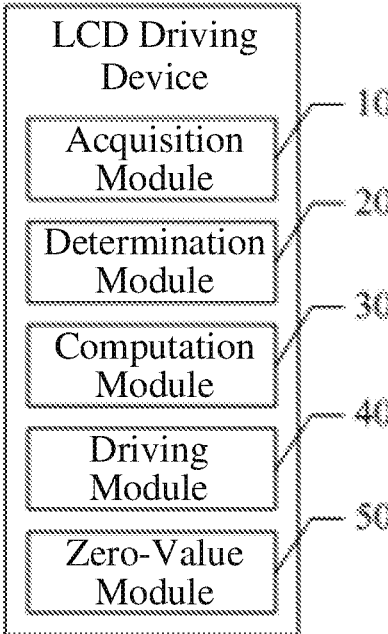 LCD Driving
Device
Acquisition
Module
10
Determination
Module
20
Computation
Module
30
Driving
Module
40
Zero-Value
Module
50